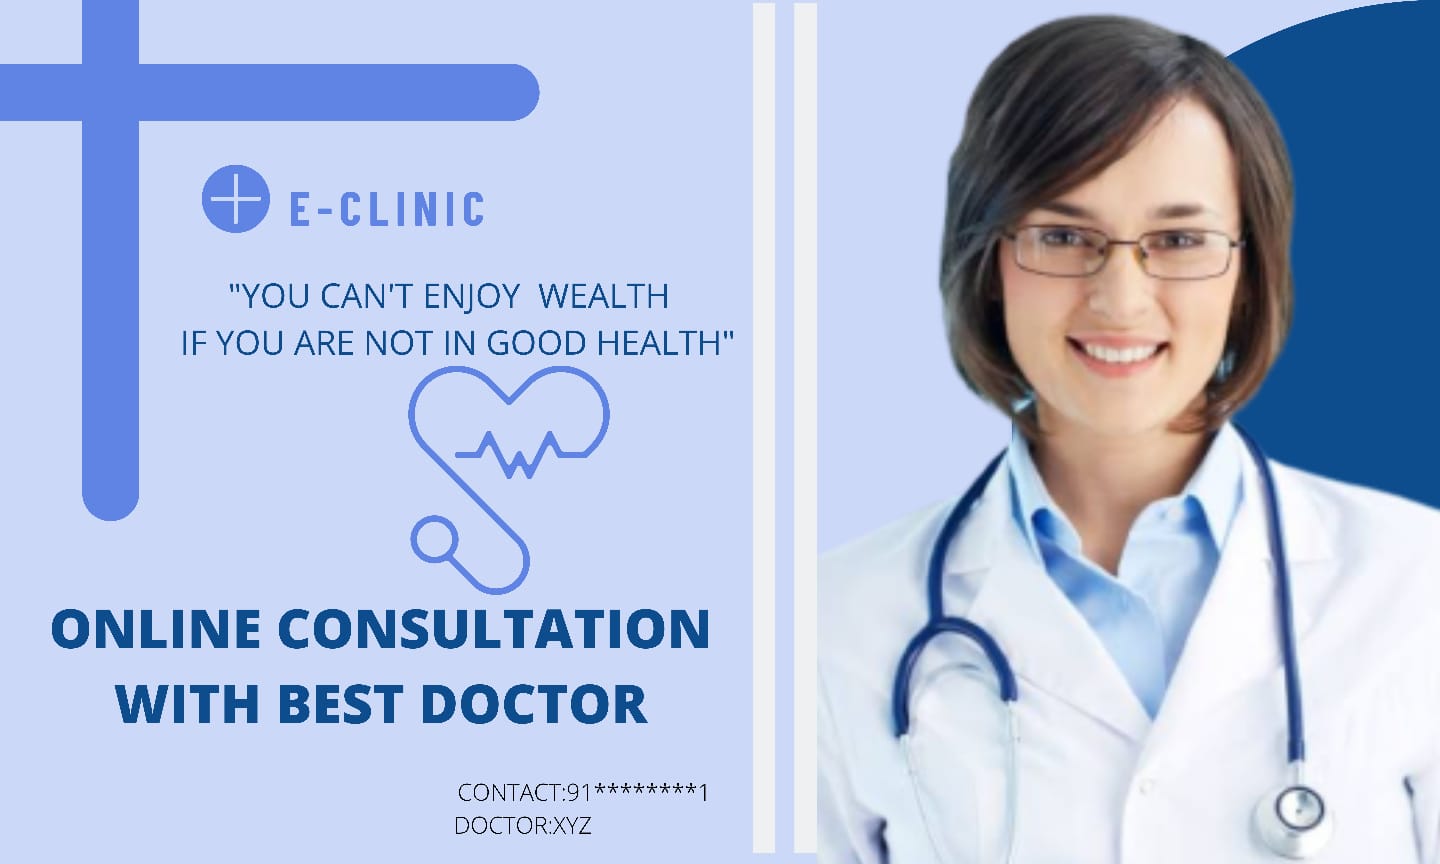 E-CLINIC
"YOU CAN'T ENJOY  WEALTH
IF YOU ARE NOT IN GOOD HEALTH"
ONLINE CONSULTATION
WITH BEST DOCTOR
CONTACT:91********1
DOCTOR:XYZ